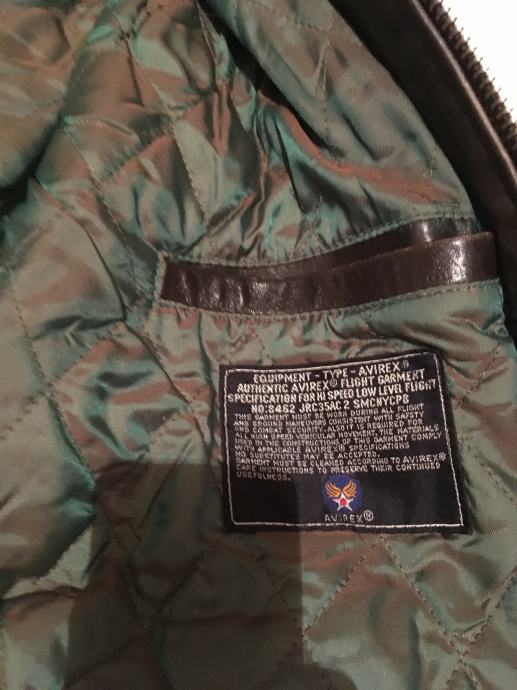 EQUIPMENT - TYPE - AVIREX®
AUTHENTIC AVIREX® FLIGHT GARMENT
SPECIFICATION FOR HI SPEED LOW LEVEL FLIGHT
NO:8462 JRC35AC 2 SMCNYCPB
THIS GARMENT MUST BE WORN DURING ALL FLIGHT
AND GROUND MANEUVERS CONSISTENT WITH SAFETY
AND COMBAT SECURITY. ALSO IT IS REQUIRED FOR
ALL HIGH SPEED VEHICULAR MOVEMENT. THE MATERIALS
USED IN THE CONSTRUCTIONS OF THIS GARMENT COMPLY
WITH APPLICABLE AVIREX® SPECIFICATIONS
NO SUBSTITUTES MAY BE ACCEPTED.
GARMENT MUST BE CLEANED ACCORDING TO AVIREX®
CARE INSTRUCTIONS TO PRESERVE THEIR CONTINUED
USEFULNESS.
AVIREX®